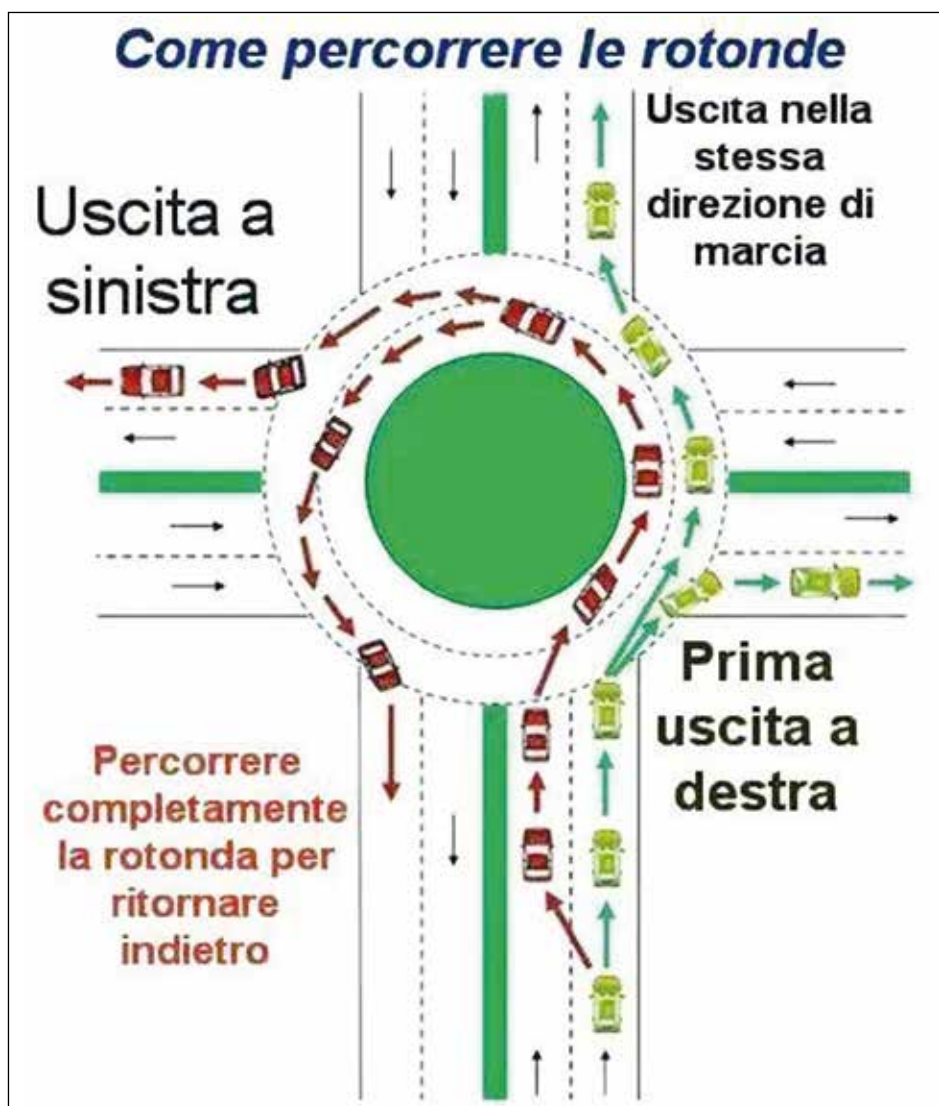 Come percorrere le rotonde
Uscita nella
stessa
direzione di
marcia
Uscita a
sinistra
Prima
uscita a
destra
Percorrere
completamente
la rotonda per
ritornare
indietro